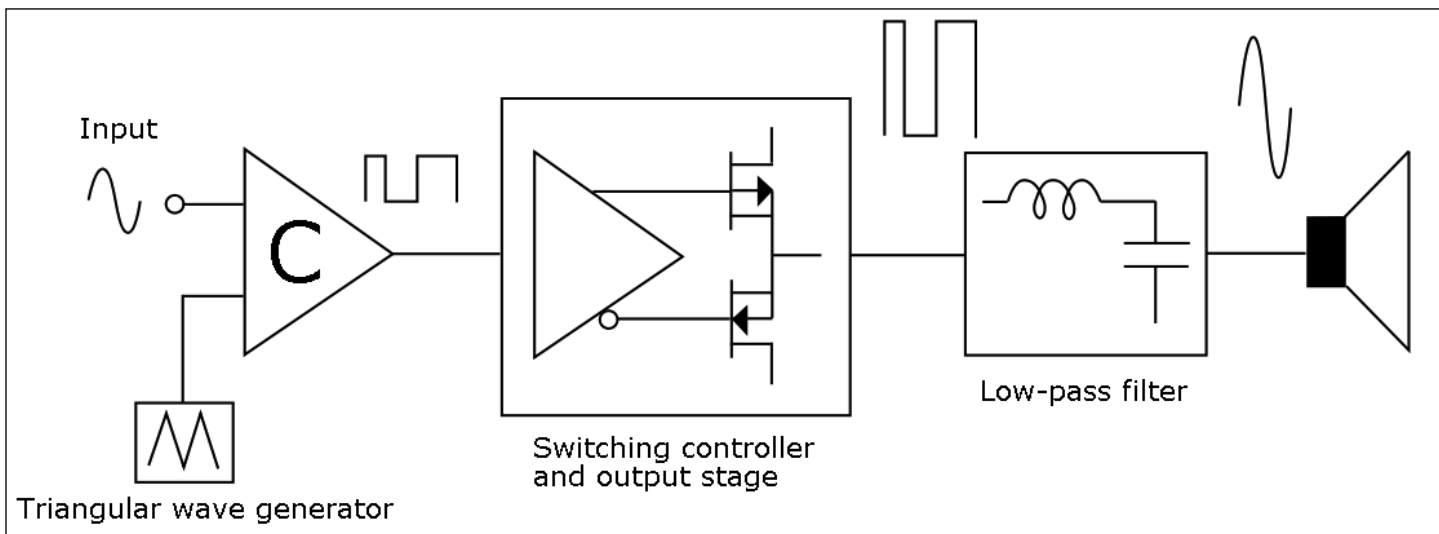 Input
C
Triangular wave generator
Switching controller
and output stage
Low-pass filter